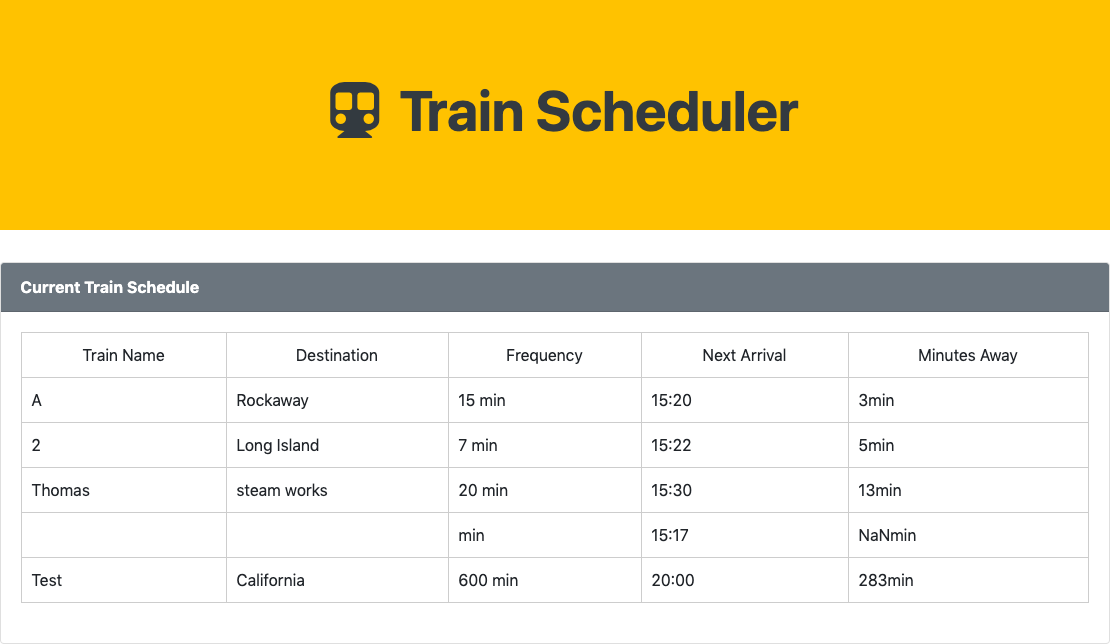 Train Scheduler
Current Train Schedule
Train Name Destination Frequency Next Arrival Minutes Away
A Rockaway 15 min 15:20 3min
2 Long Island 7 min 15:22 5min
Thomas steam works 20 min 15:30 13min
min 15:17 NaNmin
Test California 600 min 20:00 283min